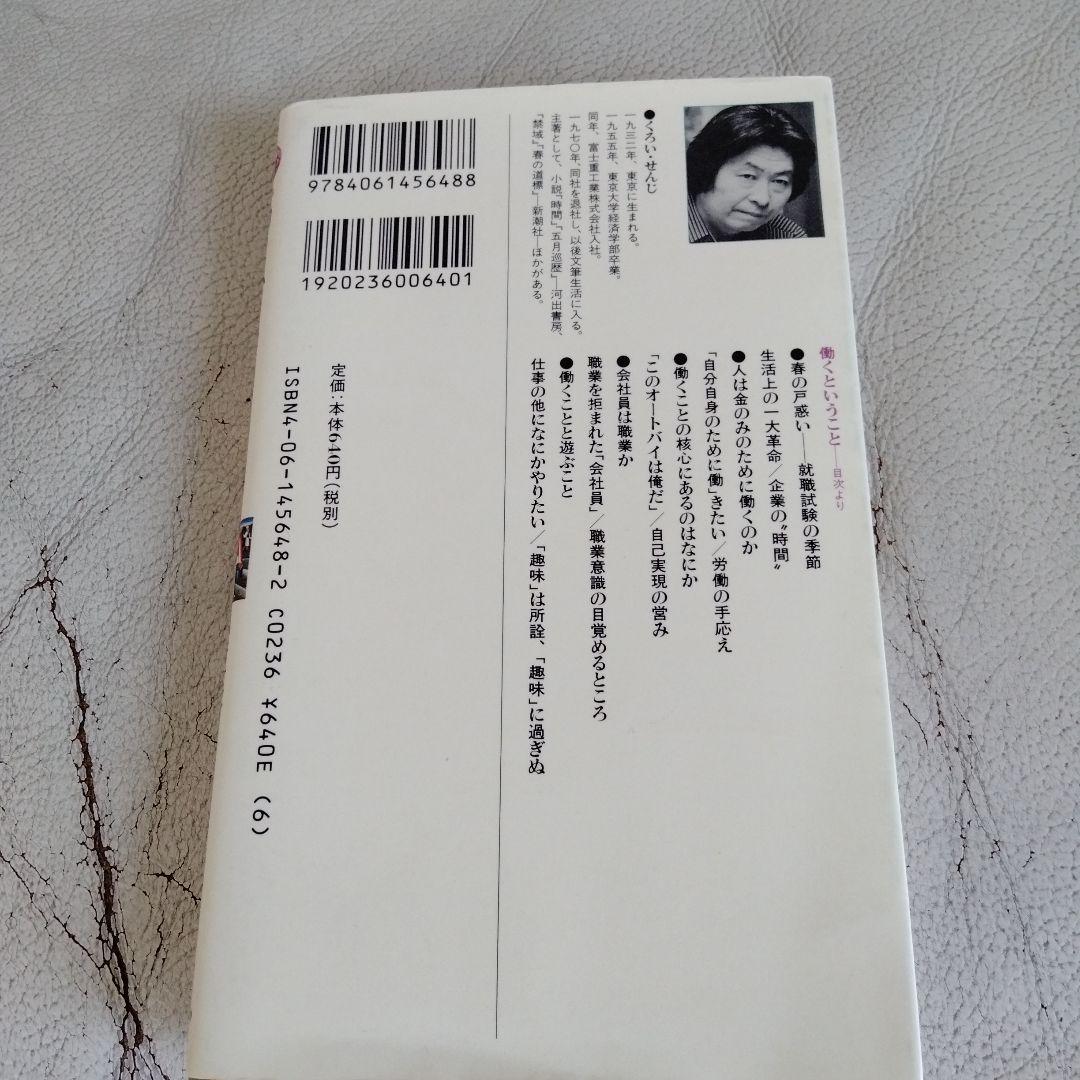 ●くろい・せんじ
一九三二年、東京に生まれる。
一九五五年、東京大学経済学部卒業。
同年、富士重工業株式会社入社。
一九七〇年、同社を退社し、以後文筆生活に入る。
主著として、小説「時間」「五月巡歴」―河出書房、
「禁域」「春の道標」―新潮社―ほかがある。
働くということ――目次より
●春の戸惑い――就職試験の季節
生活上の一大革命／企業の〝時間〟
●人は金のみのために働くのか
「自分自身のために働」きたい／労働の手応え
●働くことの核心にあるのはなにか
「このオートバイは俺だ」／自己実現の営み
●会社員は職業か
職業を拒まれた「会社員」／職業意識の目覚めるところ
●働くことと遊ぶこと
仕事の他になにかやりたい／「趣味」は所詮、「趣味」に過ぎぬ
9784061456488
1920236006401
定価：本体640円（税別）
ISBN4-06-145648-2 C0236 ¥640E (6)